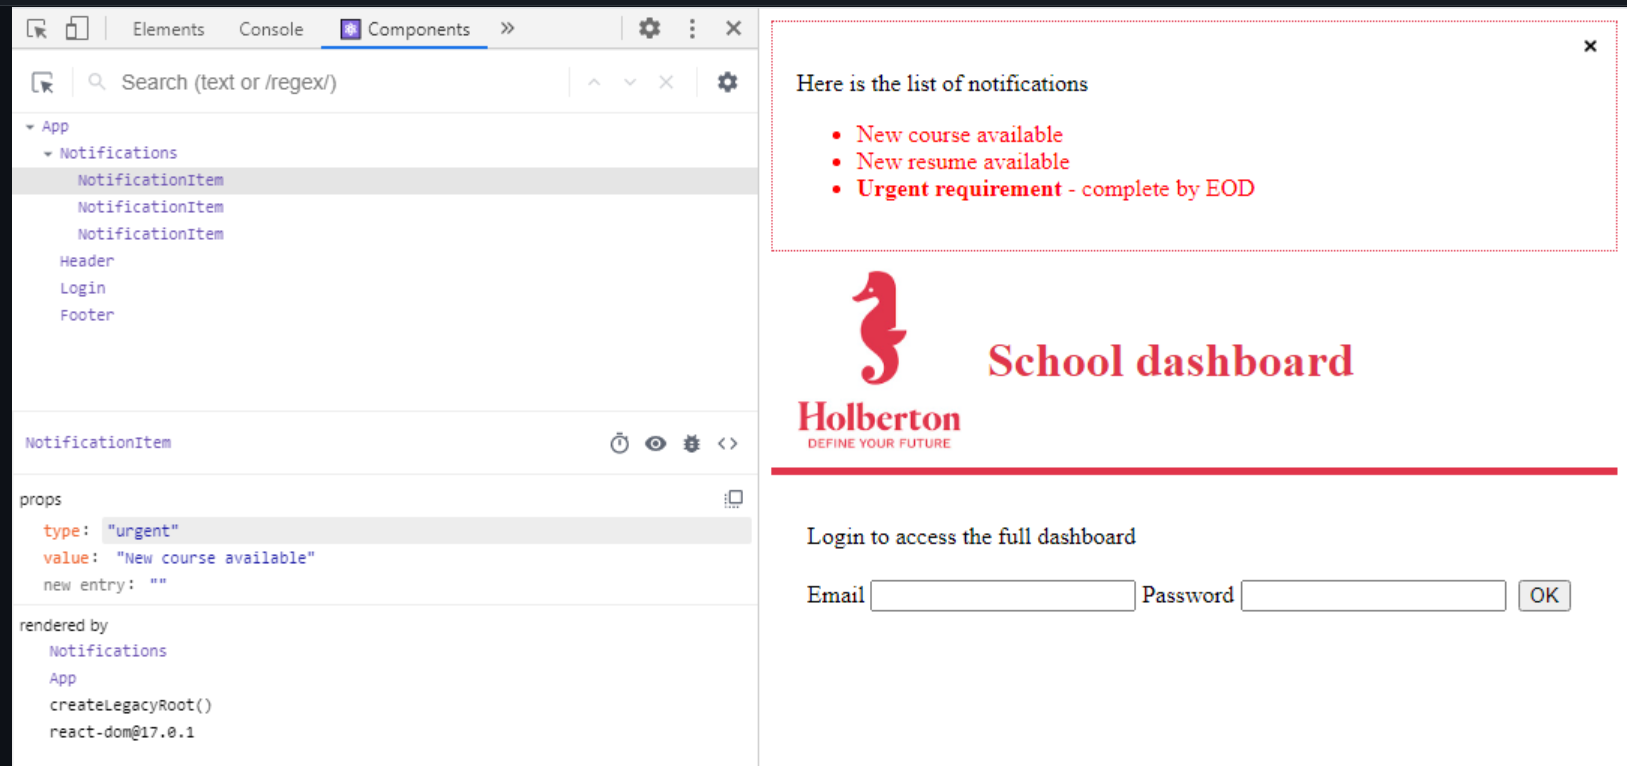 Elements Console Components »
Search (text or /regex/)
App
Notifications
NotificationItem
NotificationItem
NotificationItem
Header
Login
Footer
NotificationItem
props
type: "urgent"
value: "New course available"
new entry: ""
rendered by
Notifications
App
createLegacyRoot()
react-dom@17.0.1
Here is the list of notifications
• New course available
• New resume available
• Urgent requirement - complete by EOD
Holberton
DEFINE YOUR FUTURE
School dashboard
Login to access the full dashboard
Email Password OK